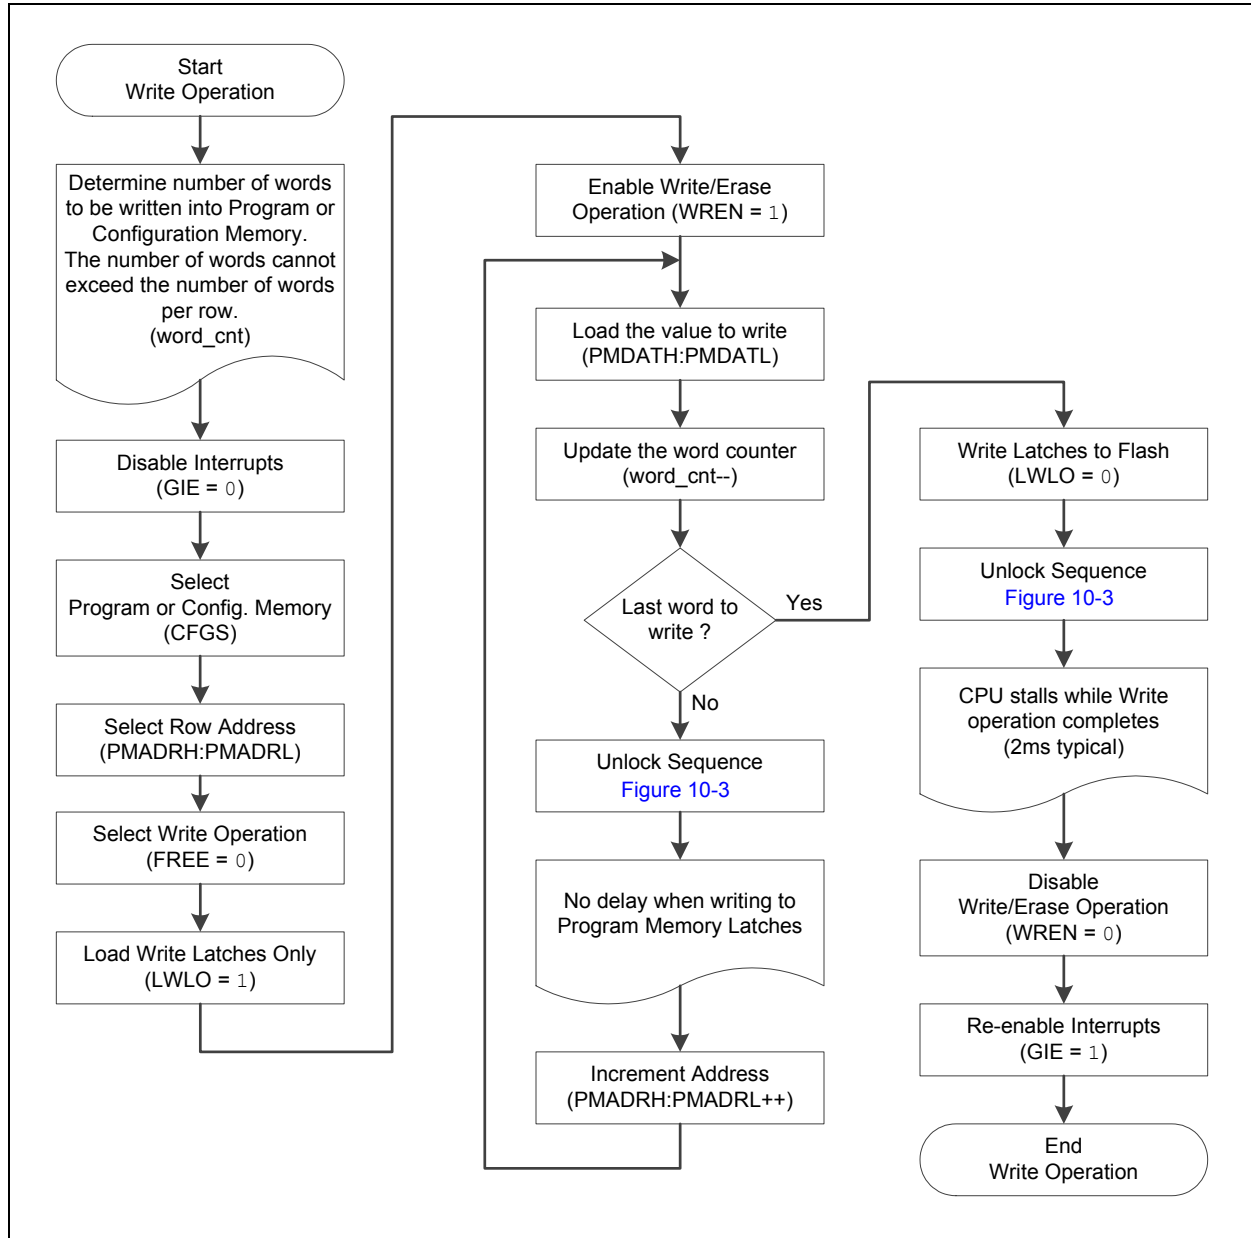 Start
Write Operation
Determine number of words
to be written into Program or
Configuration Memory.
The number of words cannot
exceed the number of words
per row.
(word_cnt)
Disable Interrupts
(GIE = 0)
Select
Program or Config. Memory
(CFGS)
Select Row Address
(PMADRH:PMADRL)
Select Write Operation
(FREE = 0)
Load Write Latches Only
(LWLO = 1)
Enable Write/Erase
Operation (WREN = 1)
Load the value to write
(PMDATH:PMDATL)
Update the word counter
(word_cnt--)
Last word to
write ?
Yes
No
Unlock Sequence
Figure 10-3
No delay when writing to
Program Memory Latches
Increment Address
(PMADRH:PMADRL++)
Write Latches to Flash
(LWLO = 0)
Unlock Sequence
Figure 10-3
CPU stalls while Write
operation completes
(2ms typical)
Disable
Write/Erase Operation
(WREN = 0)
Re-enable Interrupts
(GIE = 1)
End
Write Operation